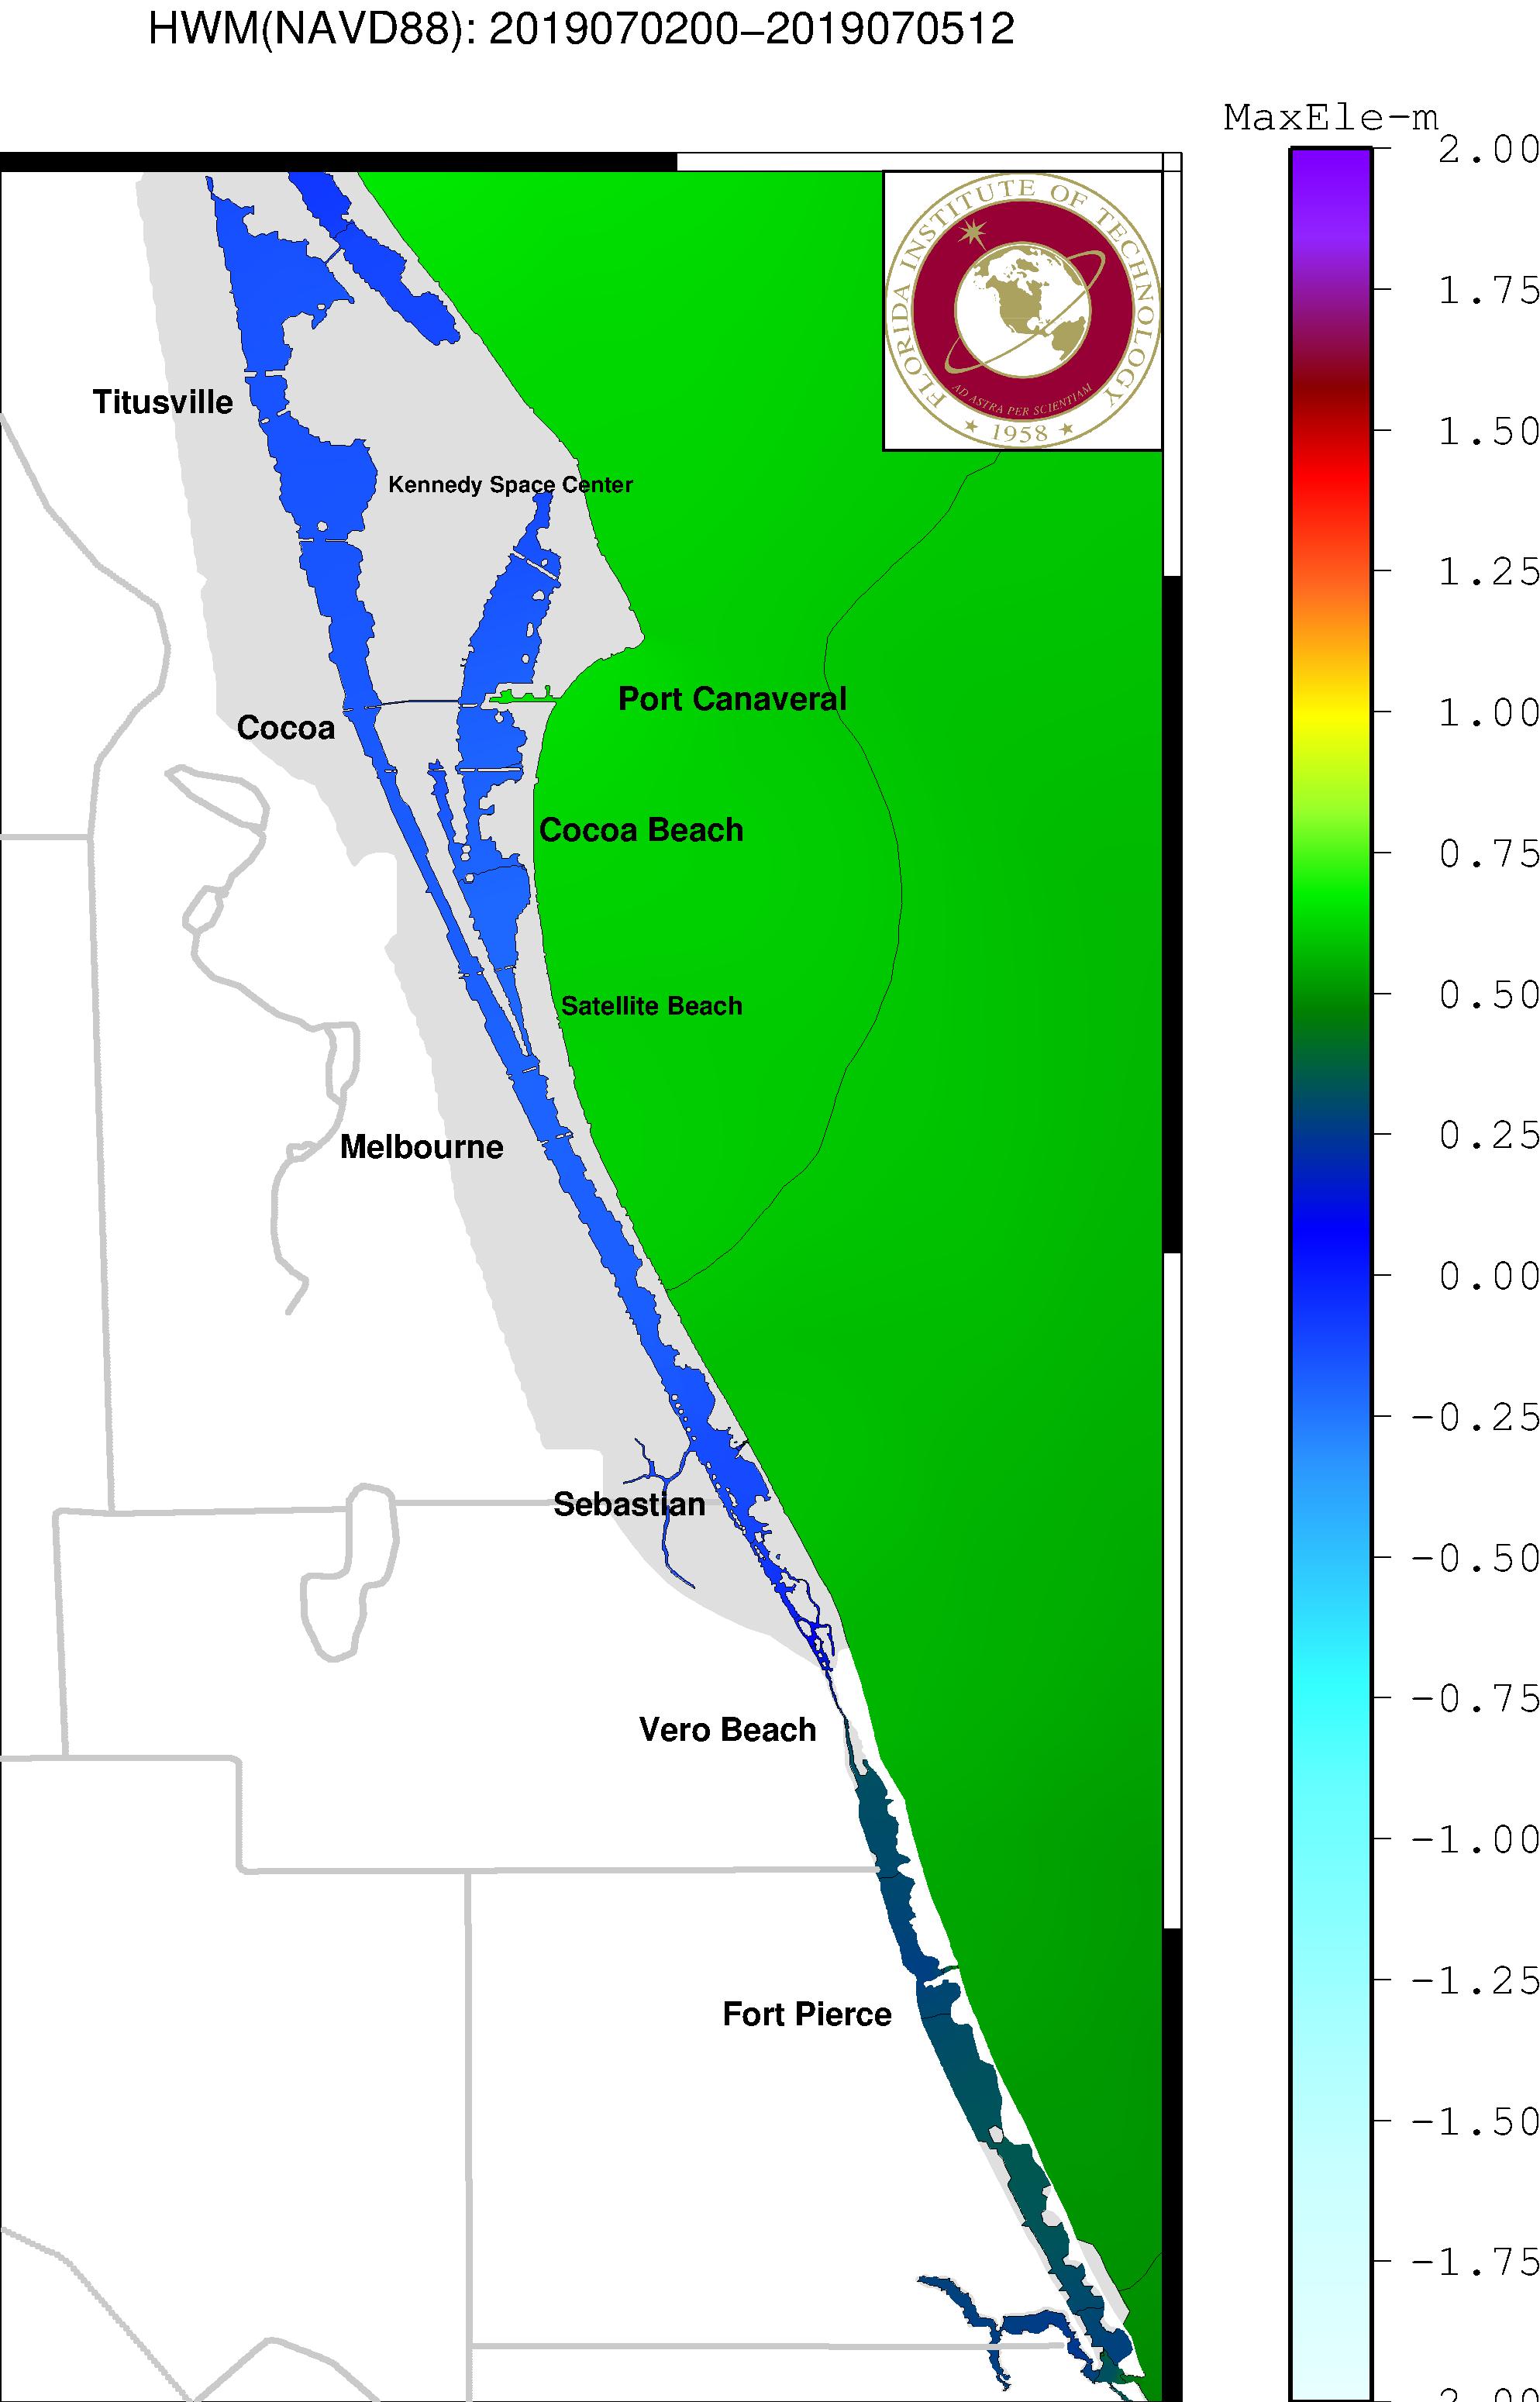 HWM(NAVD88): 2019070200−2019070512
MaxEle-m
2.00
1.75
1.50
1.25
1.00
0.75
0.50
0.25
0.00
-0.25
-0.50
-0.75
-1.00
-1.25
-1.50
-1.75
-2.00
FLORIDA INSTITUTE OF TECHNOLOGY
AD ASTRA PER SCIENTIAM
1958
Titusville
Kennedy Space Center
Port Canaveral
Cocoa
Cocoa Beach
Satellite Beach
Melbourne
Sebastian
Vero Beach
Fort Pierce